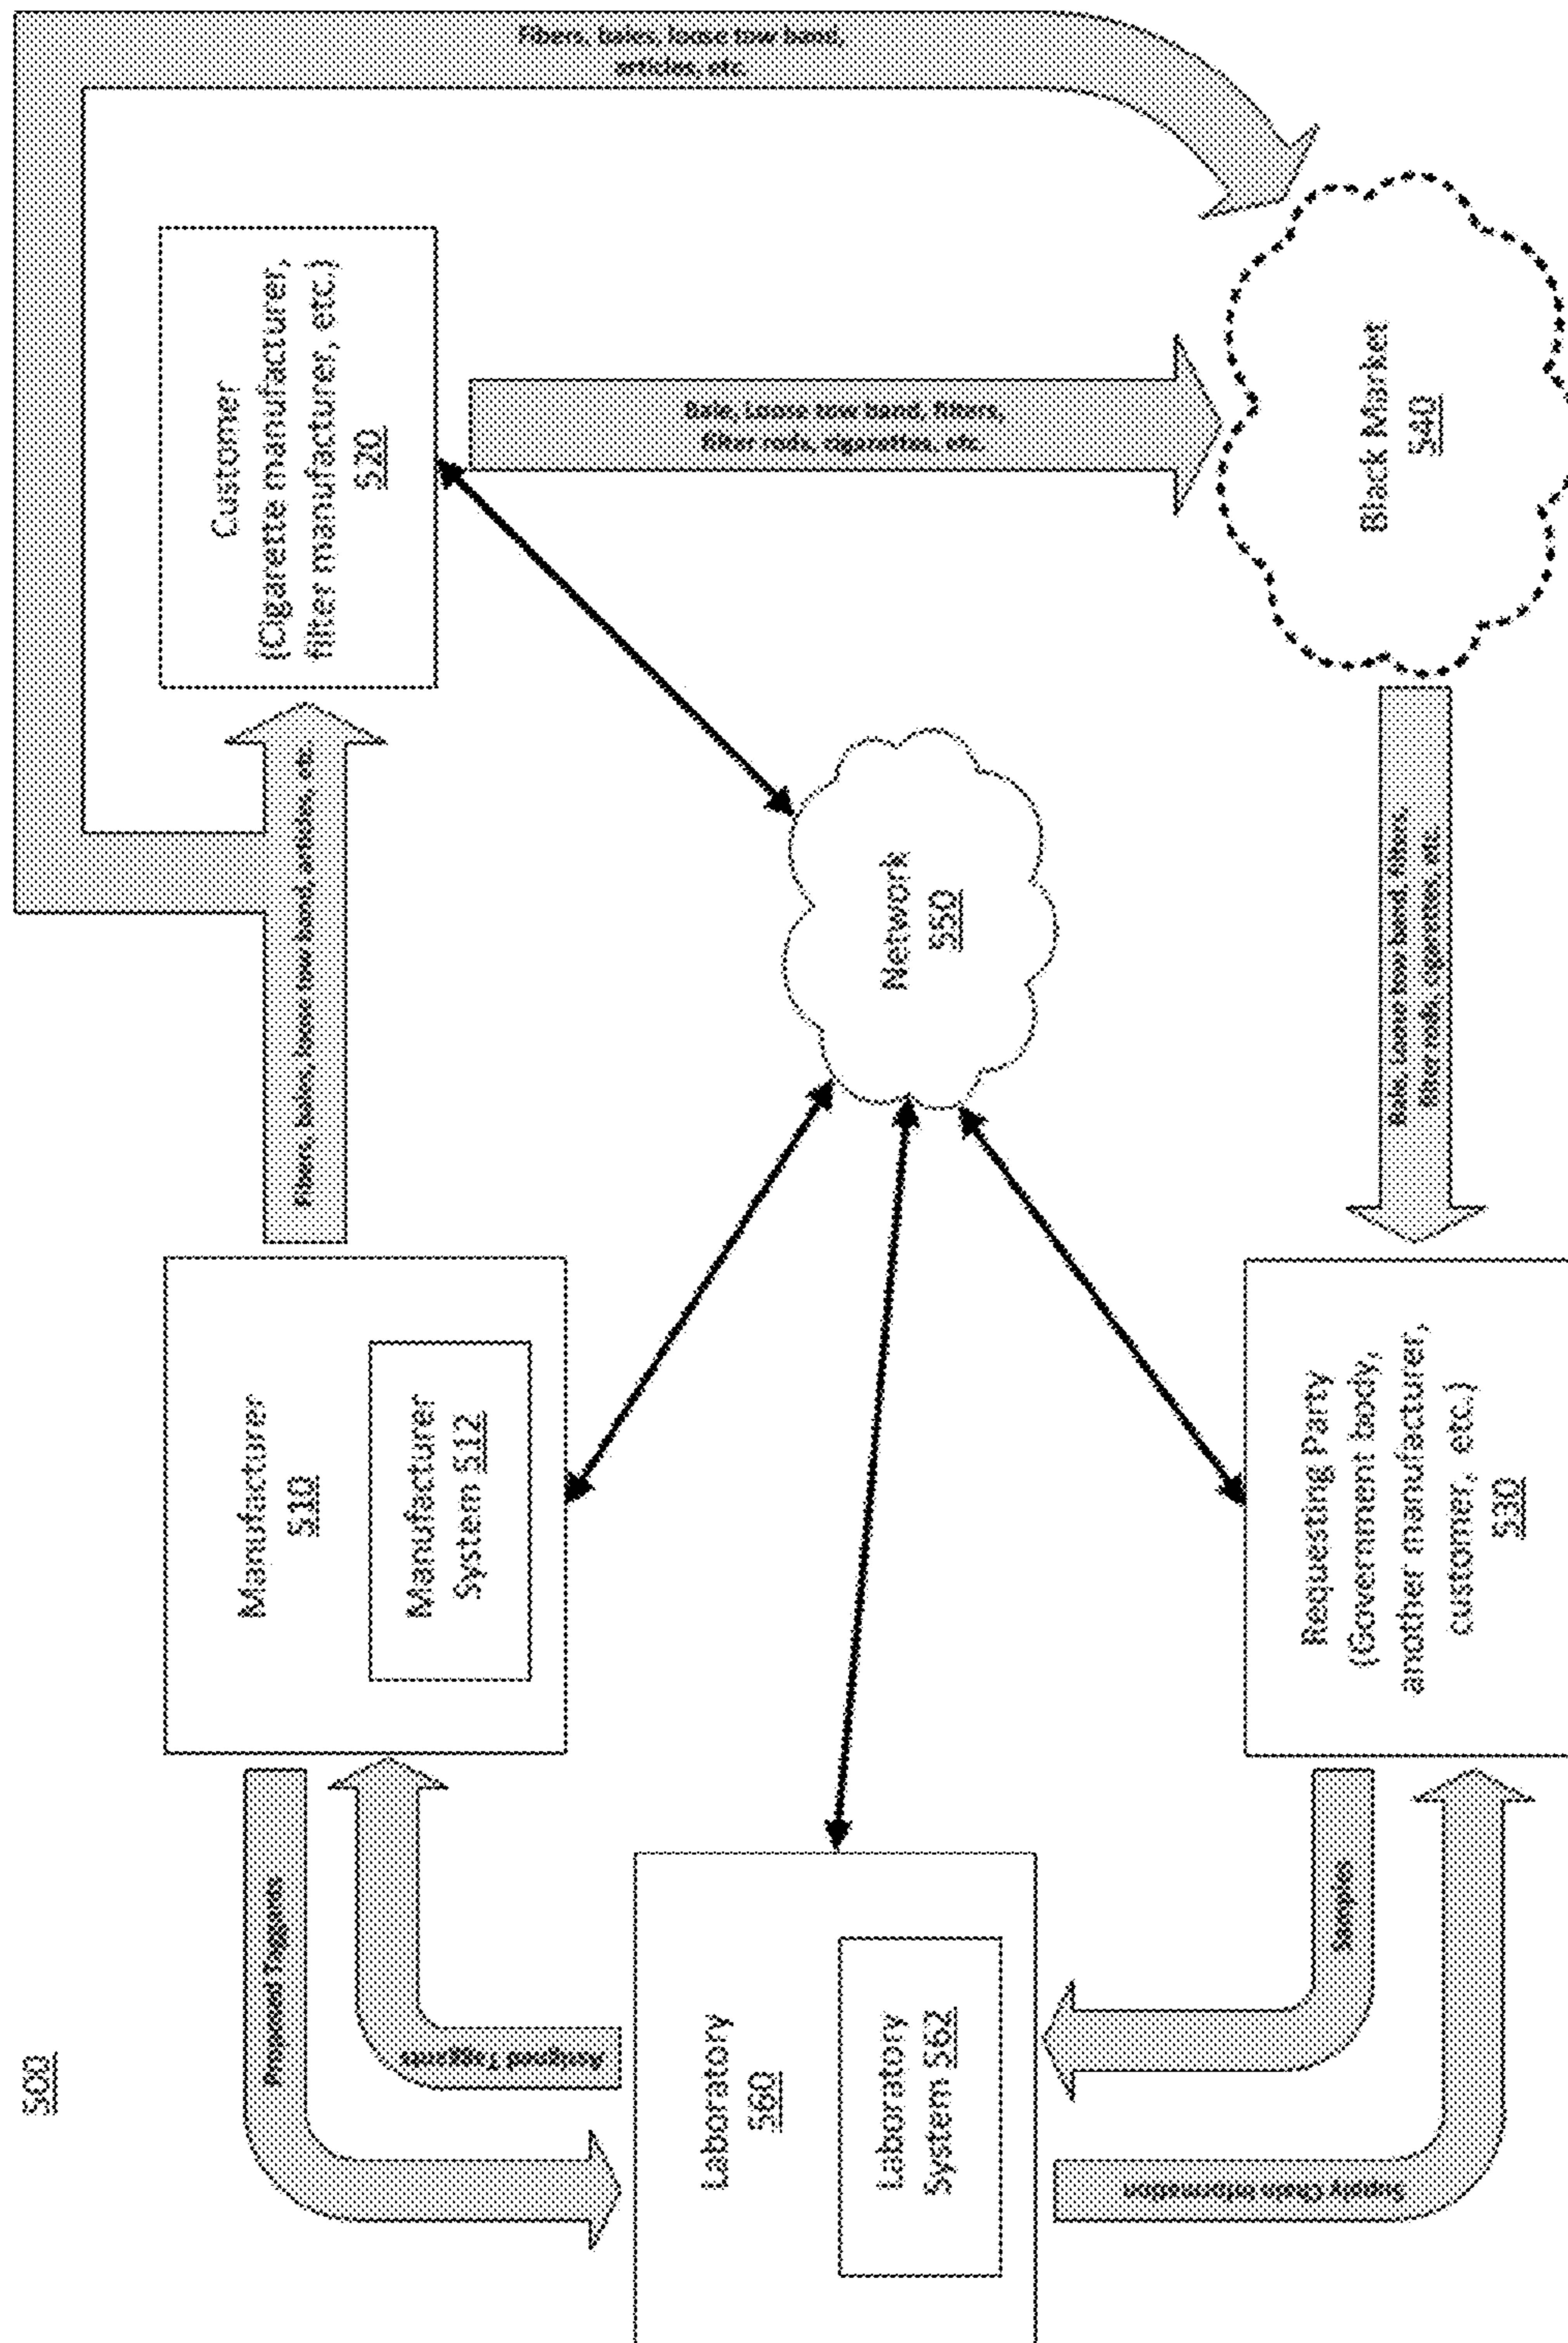 500
Proposed Taggants
Assigned Taggants
Manufacturer
510
Manufacturer
System 512
Fibers, bales, loose tow band, articles, etc.
Fibers, bales, loose tow band,
articles, etc.
Customer
(Cigarette manufacturer,
filter manufacturer, etc.)
520
Laboratory
560
Laboratory
System 562
Network
550
Bale, Loose tow band, filters,
filter rods, cigarettes, etc.
Supply Chain Information
Samples
Requesting Party
(Government body,
another manufacturer,
customer, etc.)
530
Bale, Loose tow band, filters,
filter rods, cigarettes, etc.
Black Market
540